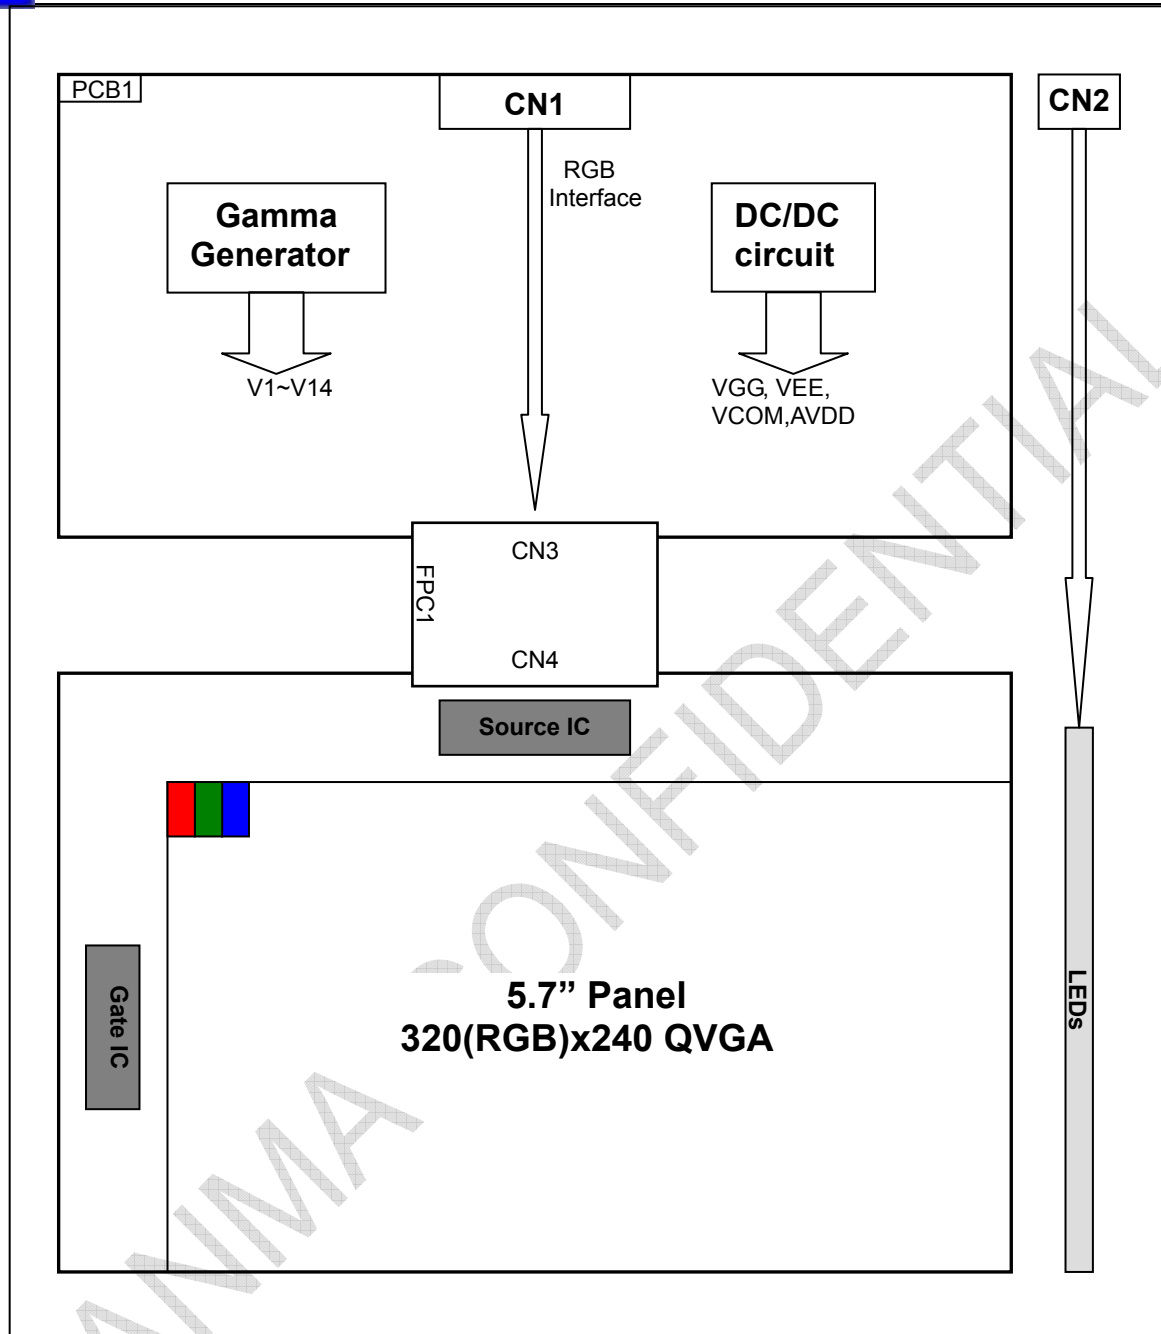 PCB1
CN1
CN2
RGB
Interface
Gamma
Generator
DC/DC
circuit
V1~V14
VGG, VEE,
VCOM,AVDD
CN3
FPC1
CN4
Source IC
Gate IC
5.7” Panel
320(RGB)x240 QVGA
LEDs
ANMA CONFIDENTIAL